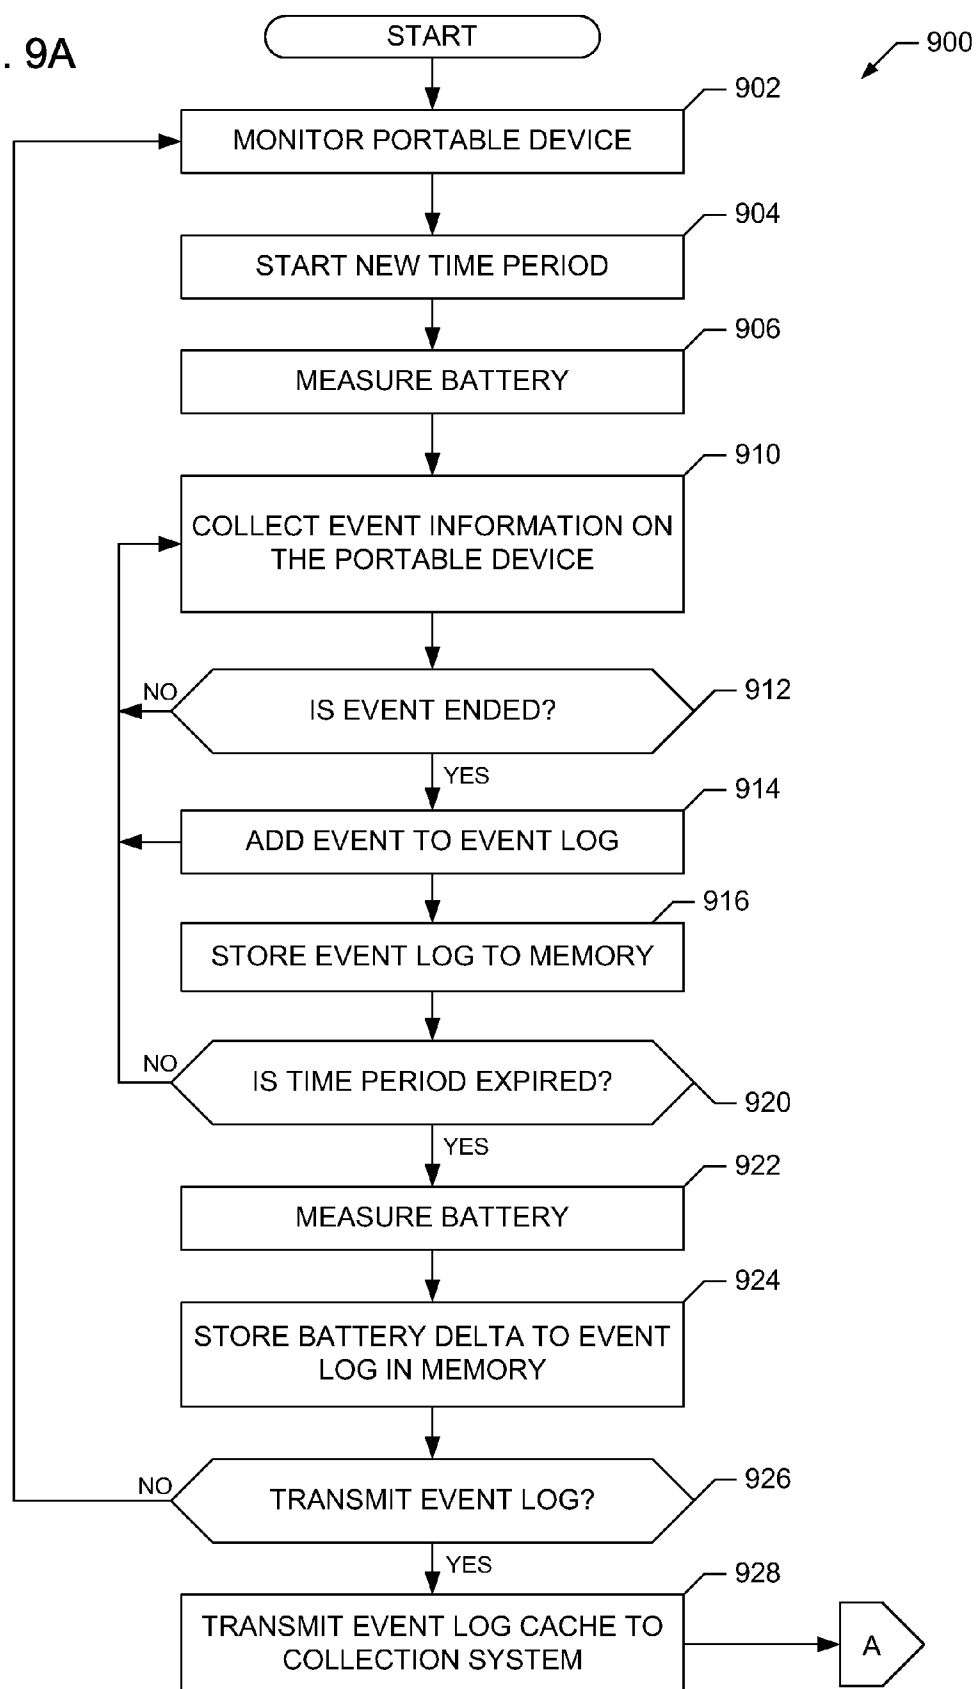 . 9A
START
900
902
MONITOR PORTABLE DEVICE
904
START NEW TIME PERIOD
906
MEASURE BATTERY
910
COLLECT EVENT INFORMATION ON
THE PORTABLE DEVICE
NO
IS EVENT ENDED?
912
YES
914
ADD EVENT TO EVENT LOG
916
STORE EVENT LOG TO MEMORY
NO
IS TIME PERIOD EXPIRED?
920
YES
922
MEASURE BATTERY
924
STORE BATTERY DELTA TO EVENT
LOG IN MEMORY
NO
TRANSMIT EVENT LOG?
926
YES
928
TRANSMIT EVENT LOG CACHE TO
COLLECTION SYSTEM
A